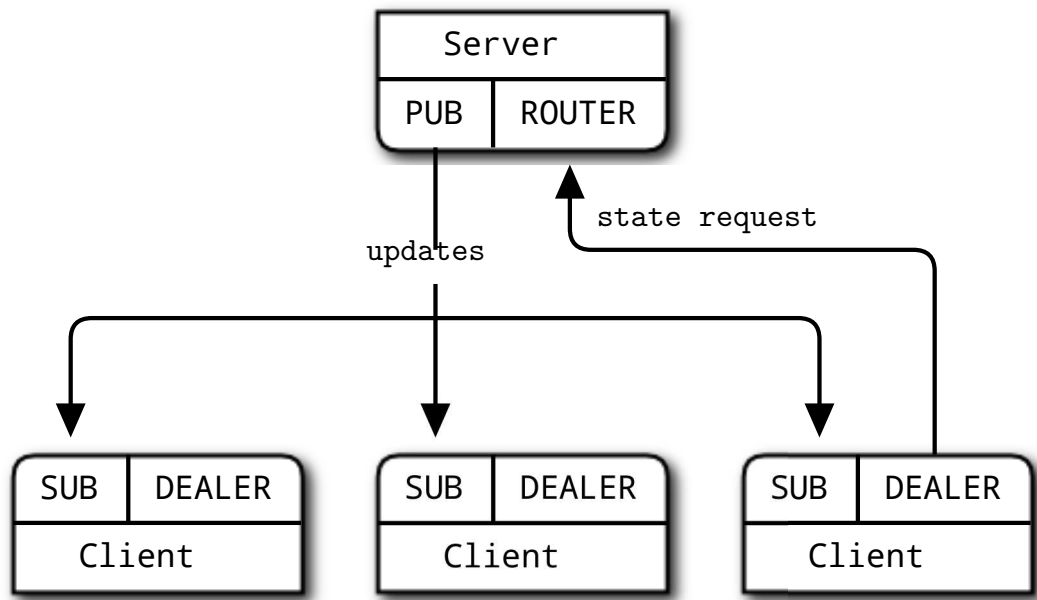 Server
PUB ROUTER
state request
updates
SUB DEALER SUB DEALER SUB DEALER
Client Client Client